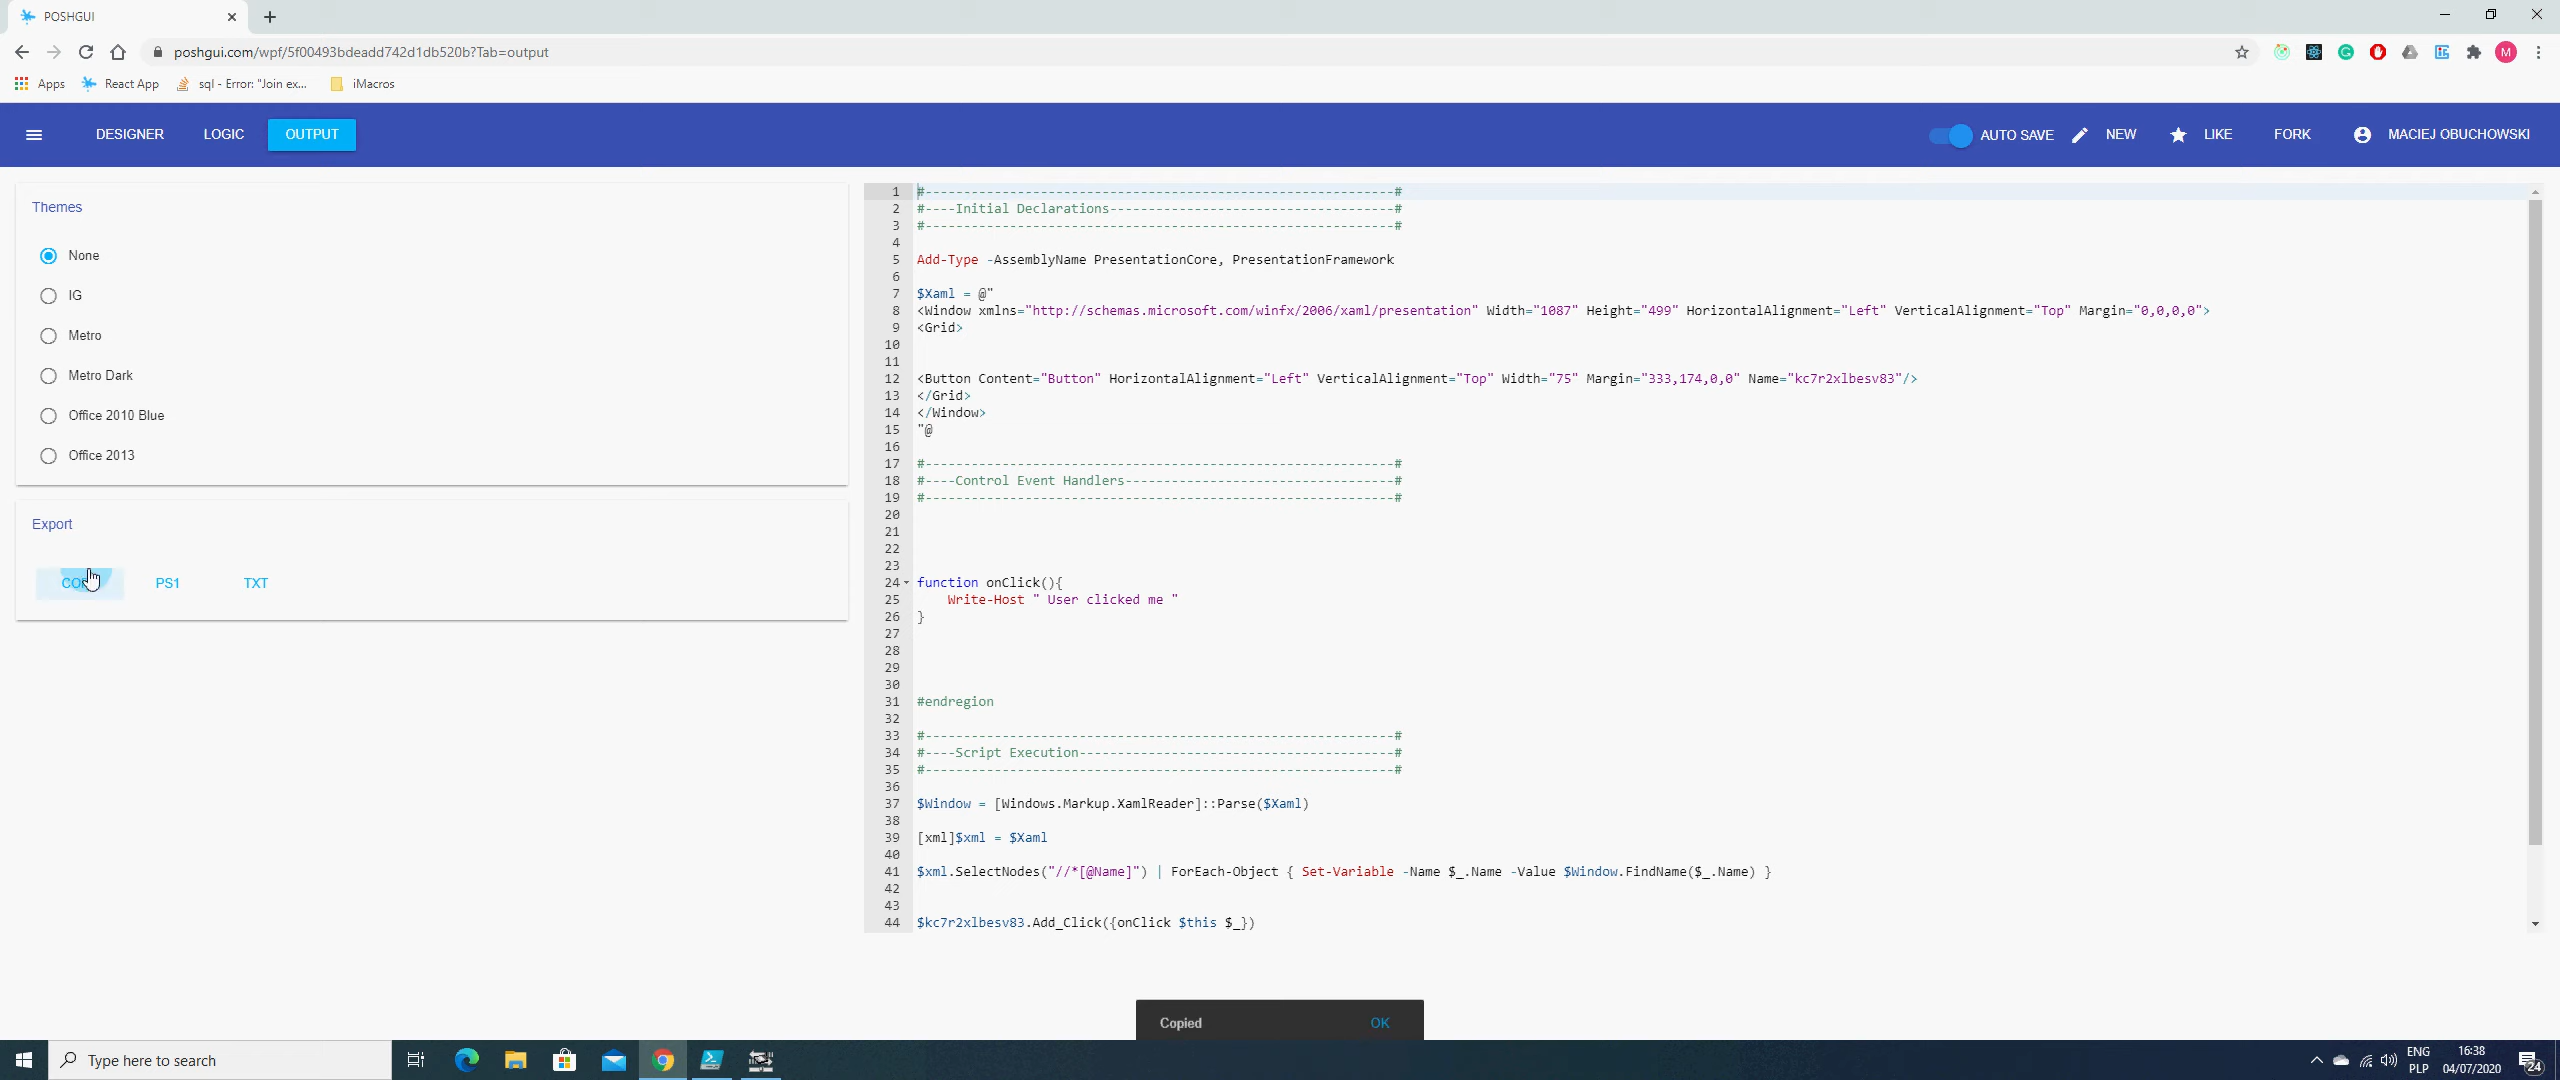 POSHGUI
poshgui.com/wpf/5f00493bdeadd742d1db520b?Tab=output
Apps
React App
sql - Error: "Join ex...
iMacros
DESIGNER
LOGIC
OUTPUT
AUTO SAVE
NEW
LIKE
FORK
MACIEJ OBUCHOWSKI
Themes
None
IG
Metro
Metro Dark
Office 2010 Blue
Office 2013
Export
PS1
TXT
1 #-------------------------------------------------------------#
2 #----Initial Declarations-------------------------------------#
3 #-------------------------------------------------------------#
4
5 Add-Type -AssemblyName PresentationCore, PresentationFramework
6
7 $Xaml = @"
8 <Window xmlns="http://schemas.microsoft.com/winfx/2006/xaml/presentation" Width="1087" Height="499" HorizontalAlignment="Left" VerticalAlignment="Top" Margin="0,0,0,0">
9 <Grid>
10
11
12 <Button Content="Button" HorizontalAlignment="Left" VerticalAlignment="Top" Width="75" Margin="333,174,0,0" Name="kc7r2xlbesv83"/>
13 </Grid>
14 </Window>
15 "@
16
17 #-------------------------------------------------------------#
18 #----Control Event Handlers-----------------------------------#
19 #-------------------------------------------------------------#
20
21
22
23
24 function onClick(){
25 Write-Host " User clicked me "
26 }
27
28
29
30
31 #endregion
32
33 #-------------------------------------------------------------#
34 #----Script Execution-----------------------------------------#
35 #-------------------------------------------------------------#
36
37 $Window = [Windows.Markup.XamlReader]::Parse($Xaml)
38
39 [xml]$xml = $Xaml
40
41 $xml.SelectNodes("//*[@Name]") | ForEach-Object { Set-Variable -Name $_.Name -Value $Window.FindName($_.Name) }
42
43
44 $kc7r2xlbesv83.Add_Click({onClick $this $_})
Copied
OK
Type here to search
ENG
PLP
16:38
04/07/2020
24